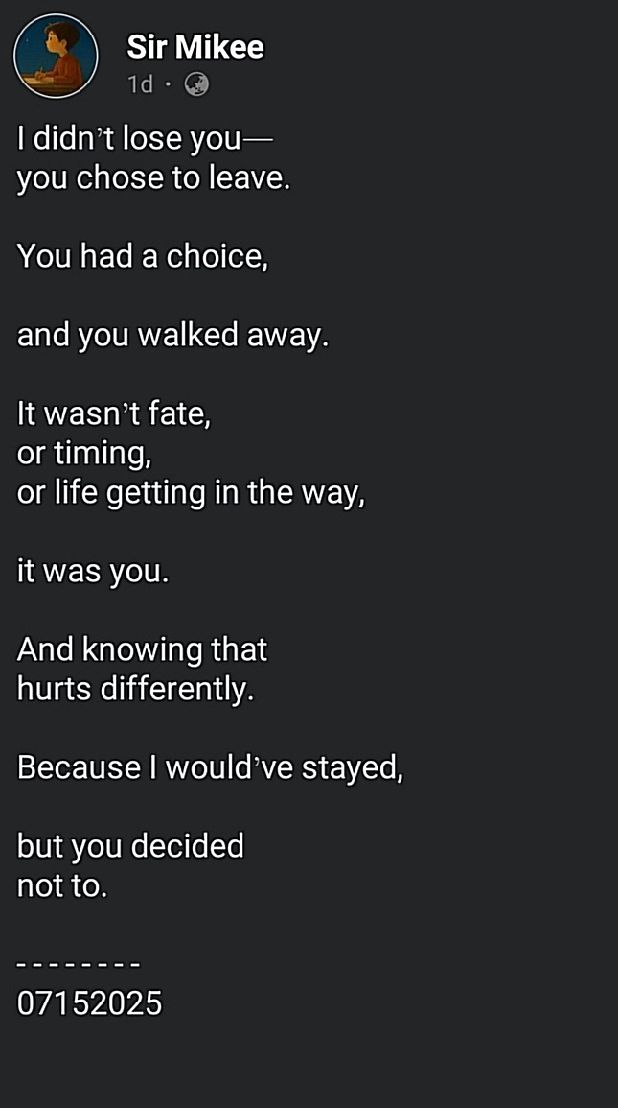 Sir Mikee
1d ·
I didn’t lose you—
you chose to leave.
You had a choice,
and you walked away.
It wasn’t fate,
or timing,
or life getting in the way,
it was you.
And knowing that
hurts differently.
Because I would’ve stayed,
but you decided
not to.
--------
07152025